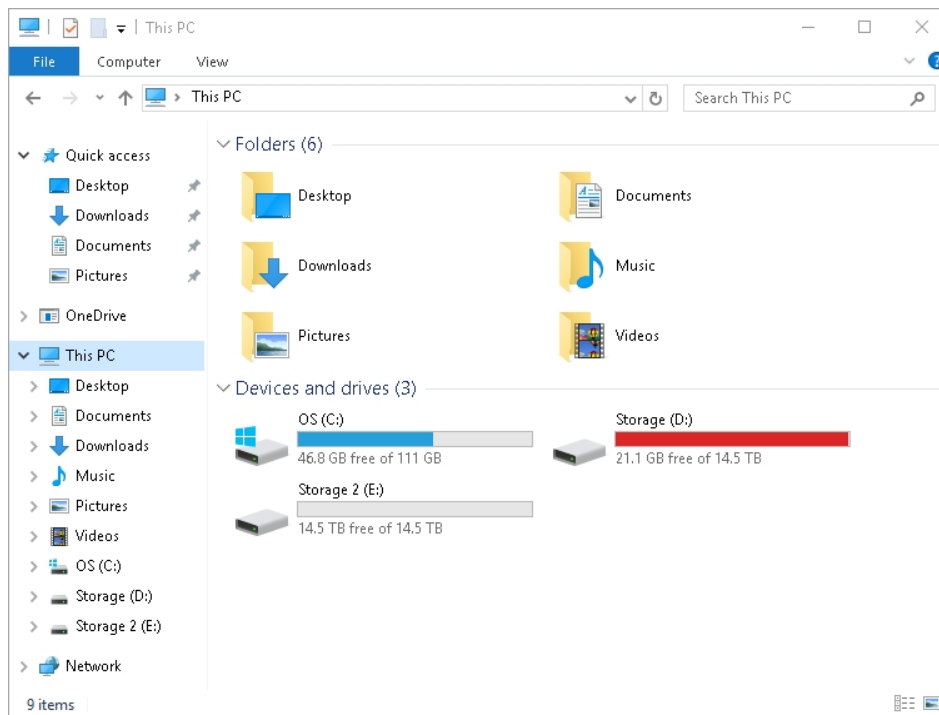 This PC
File Computer View
This PC
Search This PC
Quick access
Desktop
Downloads
Documents
Pictures
OneDrive
This PC
Desktop
Documents
Downloads
Music
Pictures
Videos
OS (C:)
Storage (D:)
Storage 2 (E:)
Network
Folders (6)
Desktop
Documents
Downloads
Music
Pictures
Videos
Devices and drives (3)
OS (C:)
46.8 GB free of 111 GB
Storage (D:)
21.1 GB free of 14.5 TB
Storage 2 (E:)
14.5 TB free of 14.5 TB
9 items